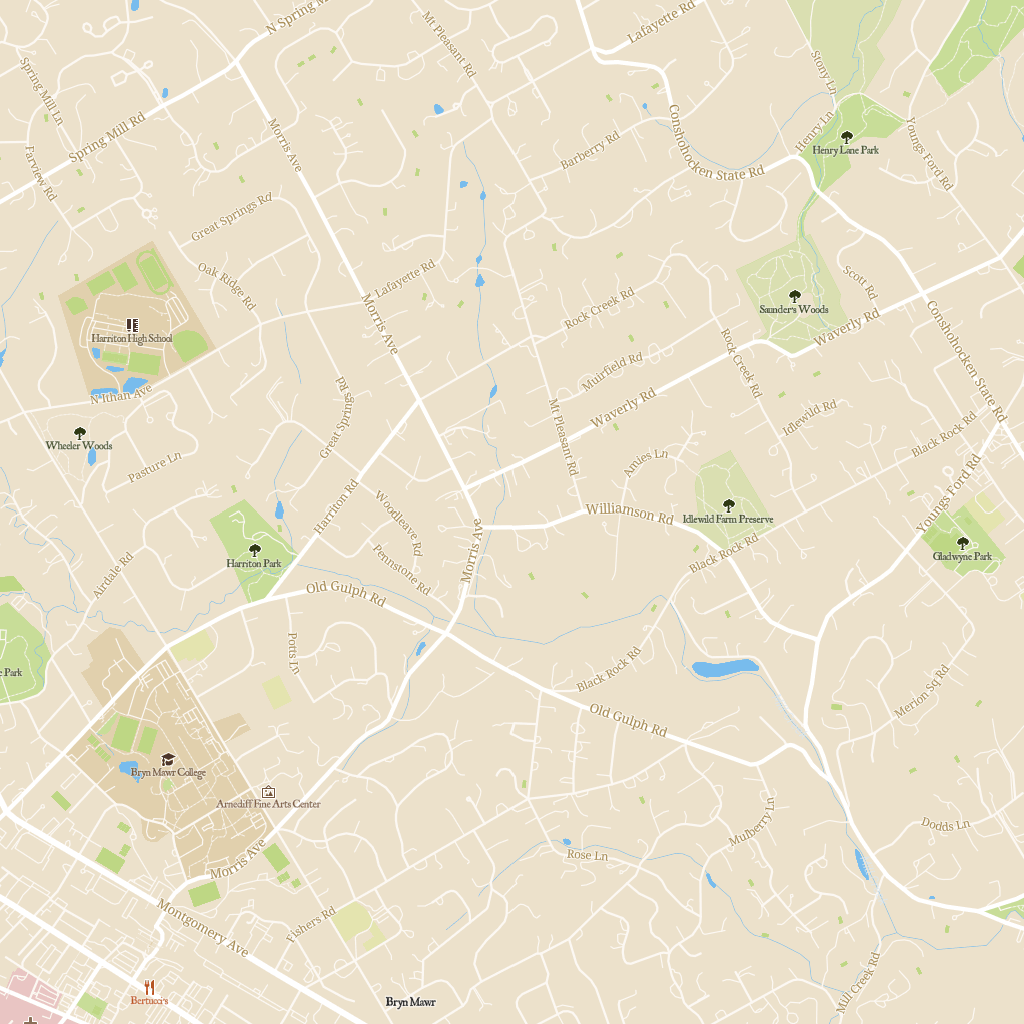 N Spring M
Lafayette Rd
Mt Pleasant Rd
Spring Mill Ln
Stony Ln
Spring Mill Rd
Morris Ave
Conshohocken State Rd
Henry Ln
Henry Lane Park
Youngs Ford Rd
Barberry Rd
Farview Rd
Great Springs Rd
Oak Ridge Rd
Lafayette Rd
Scott Rd
Saunder's Woods
Waverly Rd
Rock Creek Rd
Morris Ave
Harriton High School
Conshohocken State Rd
Rock Creek Rd
Muirfield Rd
N Ithan Ave
Great Springs Rd
Waverly Rd
Mt Pleasant Rd
Idlewild Rd
Black Rock Rd
Wheeler Woods
Pasture Ln
Amies Ln
Harriton Rd
Woodleave Rd
Williamson Rd
Idlewild Farm Preserve
Youngs Ford Rd
Morris Ave
Harriton Park
Pennstone Rd
Black Rock Rd
Gladwyne Park
Airdale Rd
Old Gulph Rd
Potts Ln
Park
Black Rock Rd
Merion Sq Rd
Old Gulph Rd
Bryn Mawr College
Arnecliff Fine Arts Center
Mulberry Ln
Dodds Ln
Rose Ln
Morris Ave
Montgomery Ave
Fishers Rd
Mill Creek Rd
Bertucci's
Bryn Mawr